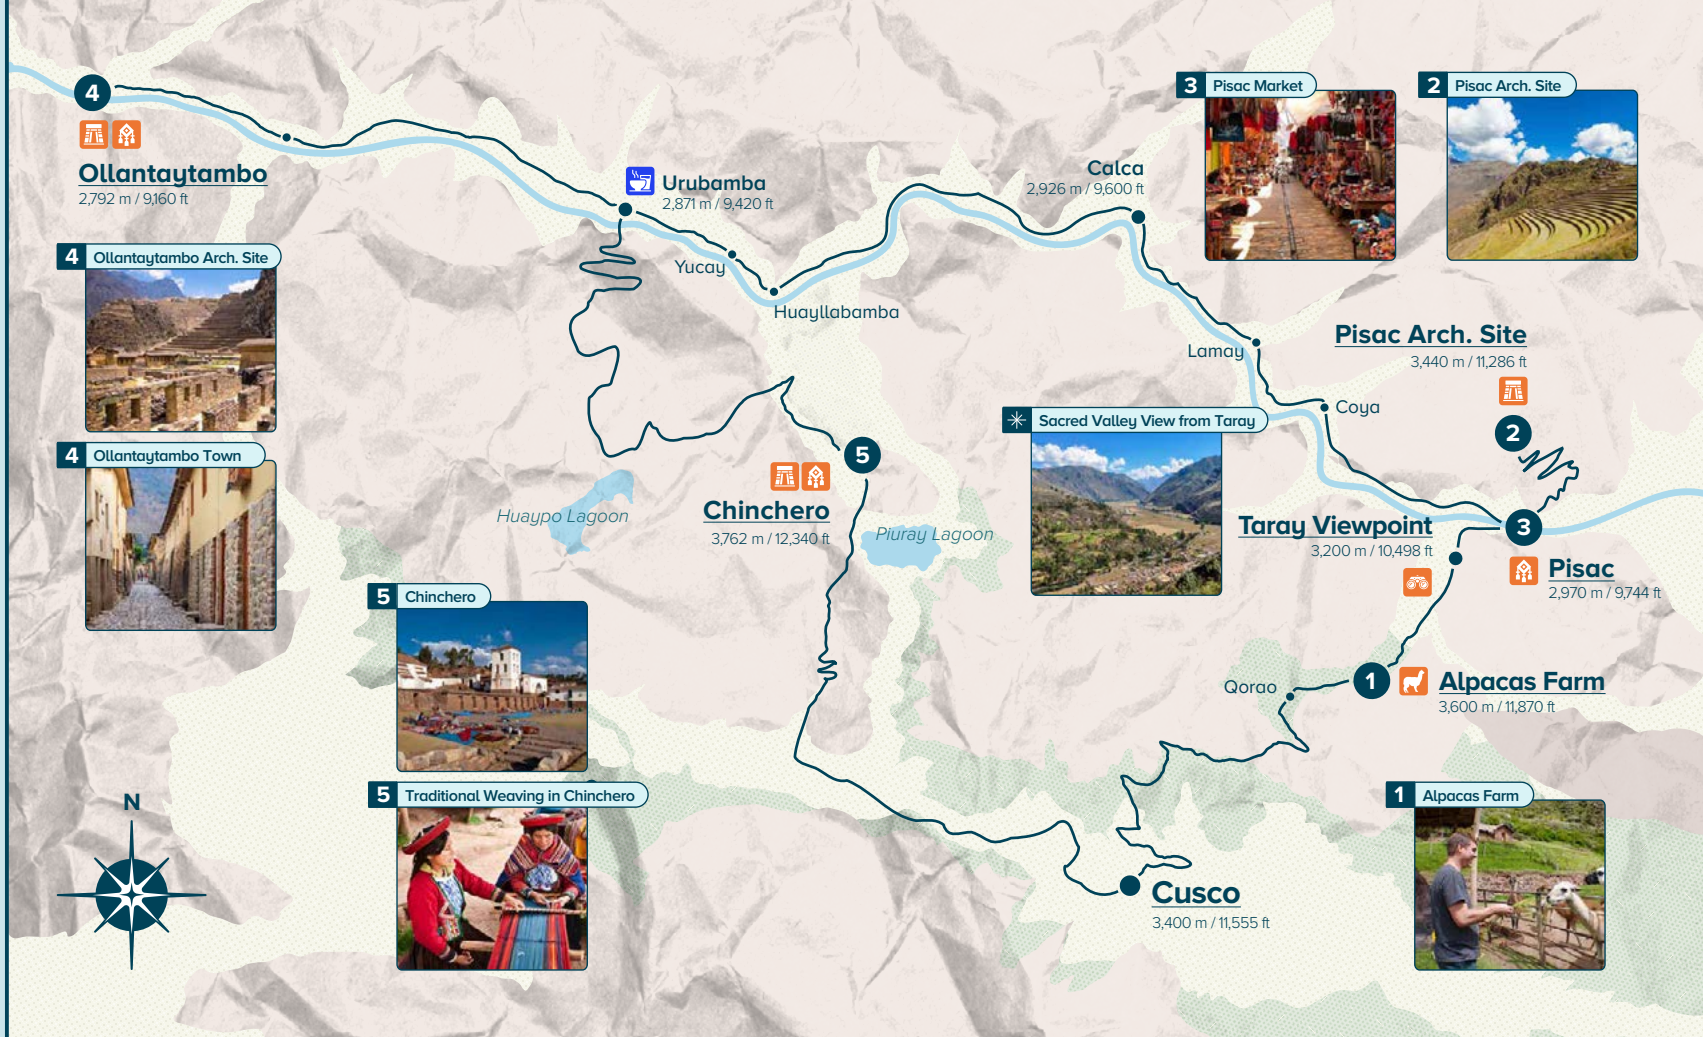 4
Ollantaytambo
2,792 m / 9,160 ft
4 Ollantaytambo Arch. Site
4 Ollantaytambo Town
Urubamba
2,871 m / 9,420 ft
Yucay
Huayllabamba
Calca
2,926 m / 9,600 ft
3 Pisac Market
2 Pisac Arch. Site
Lamay
Pisac Arch. Site
3,440 m / 11,286 ft
Coya
2
Sacred Valley View from Taray
5
Chinchero
3,762 m / 12,340 ft
Huaypo Lagoon
Piuray Lagoon
Taray Viewpoint
3,200 m / 10,498 ft
3
Pisac
2,970 m / 9,744 ft
5 Chinchero
Qorao
1
Alpacas Farm
3,600 m / 11,870 ft
5 Traditional Weaving in Chinchero
1 Alpacas Farm
N
Cusco
3,400 m / 11,555 ft